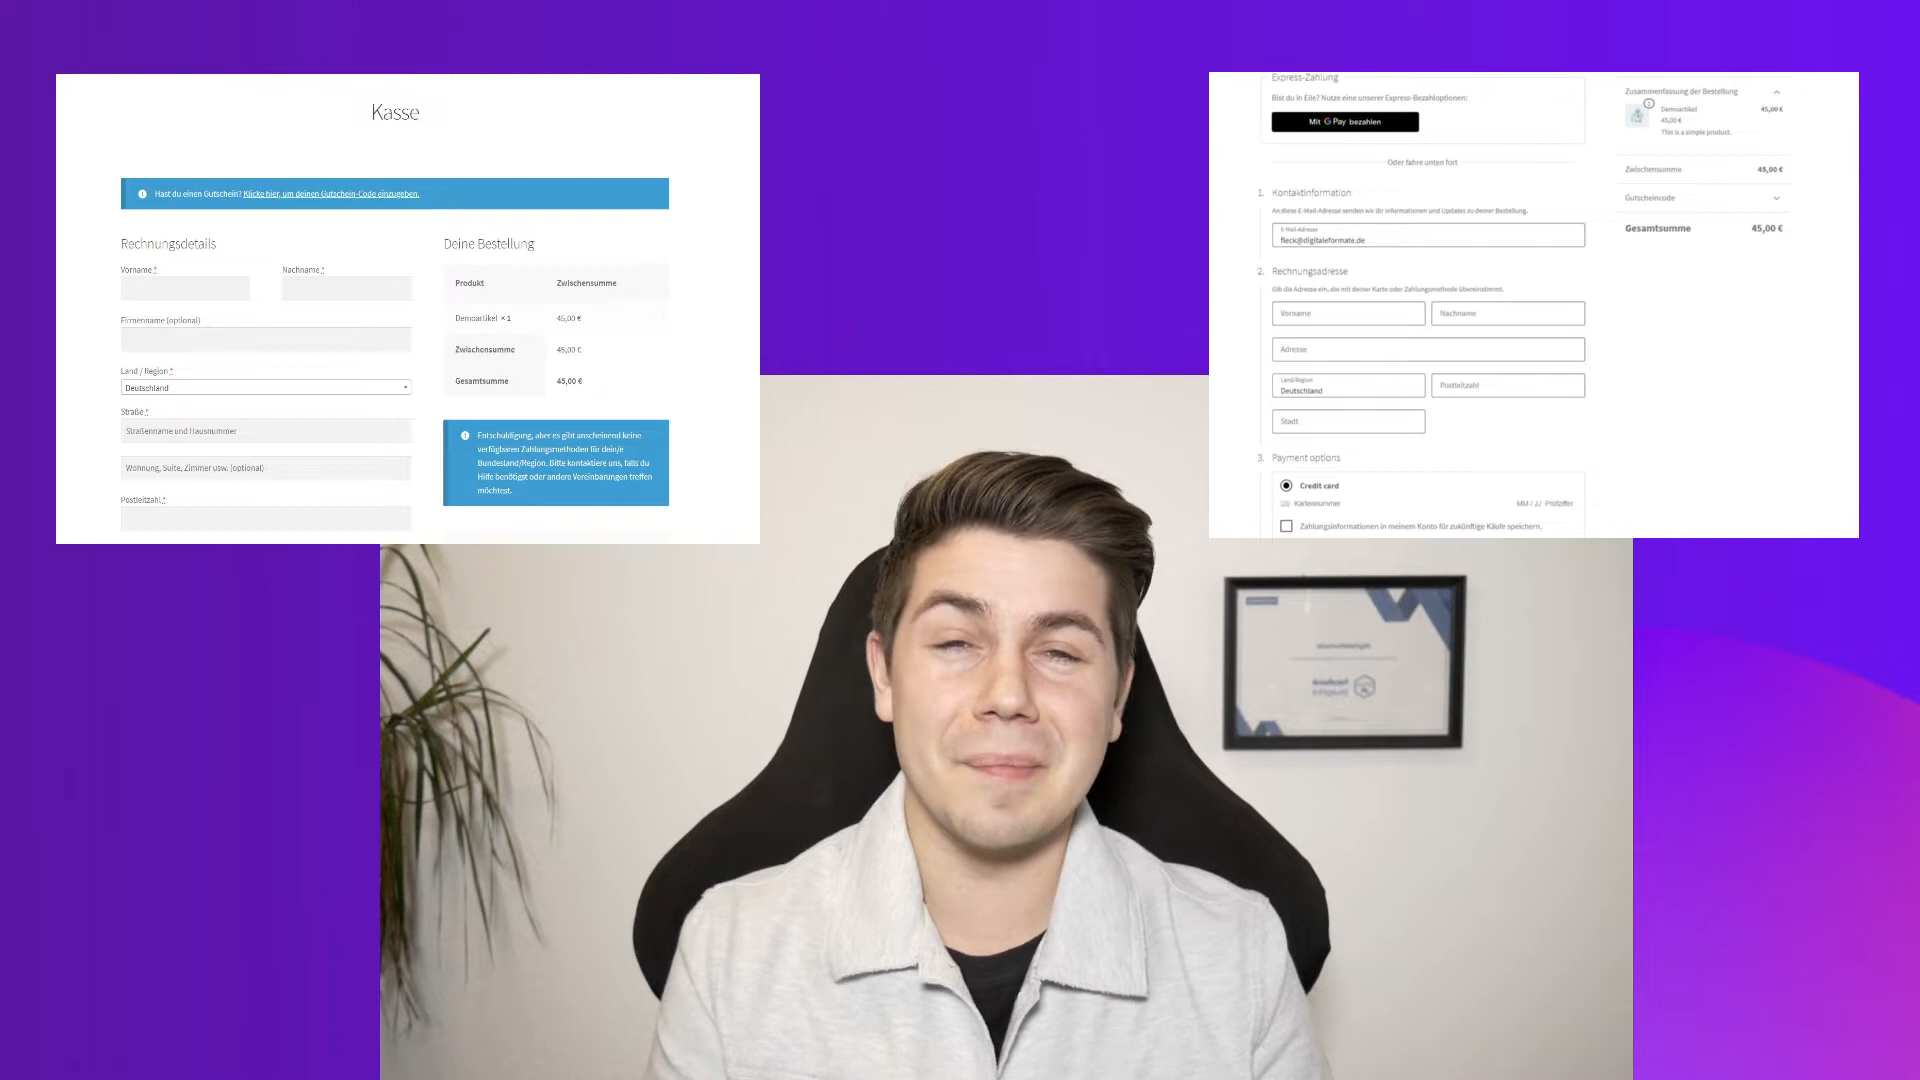 Kasse
Hast du einen Gutschein? Klicke hier, um deinen Gutschein-Code einzugeben.
Rechnungsdetails
Vorname *
Nachname *
Firmenname (optional)
Land / Region *
Deutschland
Straße *
Straßenname und Hausnummer
Wohnung, Suite, Zimmer usw. (optional)
Postleitzahl *
Deine Bestellung
Produkt Zwischensumme
Demoartikel × 1 45,00 €
Zwischensumme 45,00 €
Gesamtsumme 45,00 €
Entschuldigung, aber es gibt anscheinend keine
verfügbaren Zahlungsmethoden für dein/e
Bundesland/Region. Bitte kontaktiere uns, falls du
Hilfe benötigst oder andere Vereinbarungen treffen
möchtest.
Express-Zahlung
Bist du in Eile? Nutze eine unserer Express-Bezahloptionen:
Mit G Pay bezahlen
Oder fahre unten fort
1. Kontaktinformation
An diese E-Mail-Adresse senden wir dir Informationen und Updates zu deiner Bestellung.
E-Mail-Adresse
fleck@digitaleformate.de
2. Rechnungsadresse
Gib die Adresse ein, die mit deiner Karte oder Zahlungsmethode übereinstimmt.
Vorname
Nachname
Adresse
Land/Region
Deutschland
Postleitzahl
Stadt
3. Payment options
Credit card
Kartennummer MM / JJ Prüfziffer
Zahlungsinformationen in meinem Konto für zukünftige Käufe speichern.
Zusammenfassung der Bestellung
1
Demoartikel 45,00 €
45,00 €
This is a simple product.
Zwischensumme 45,00 €
Gutscheincode
Gesamtsumme 45,00 €